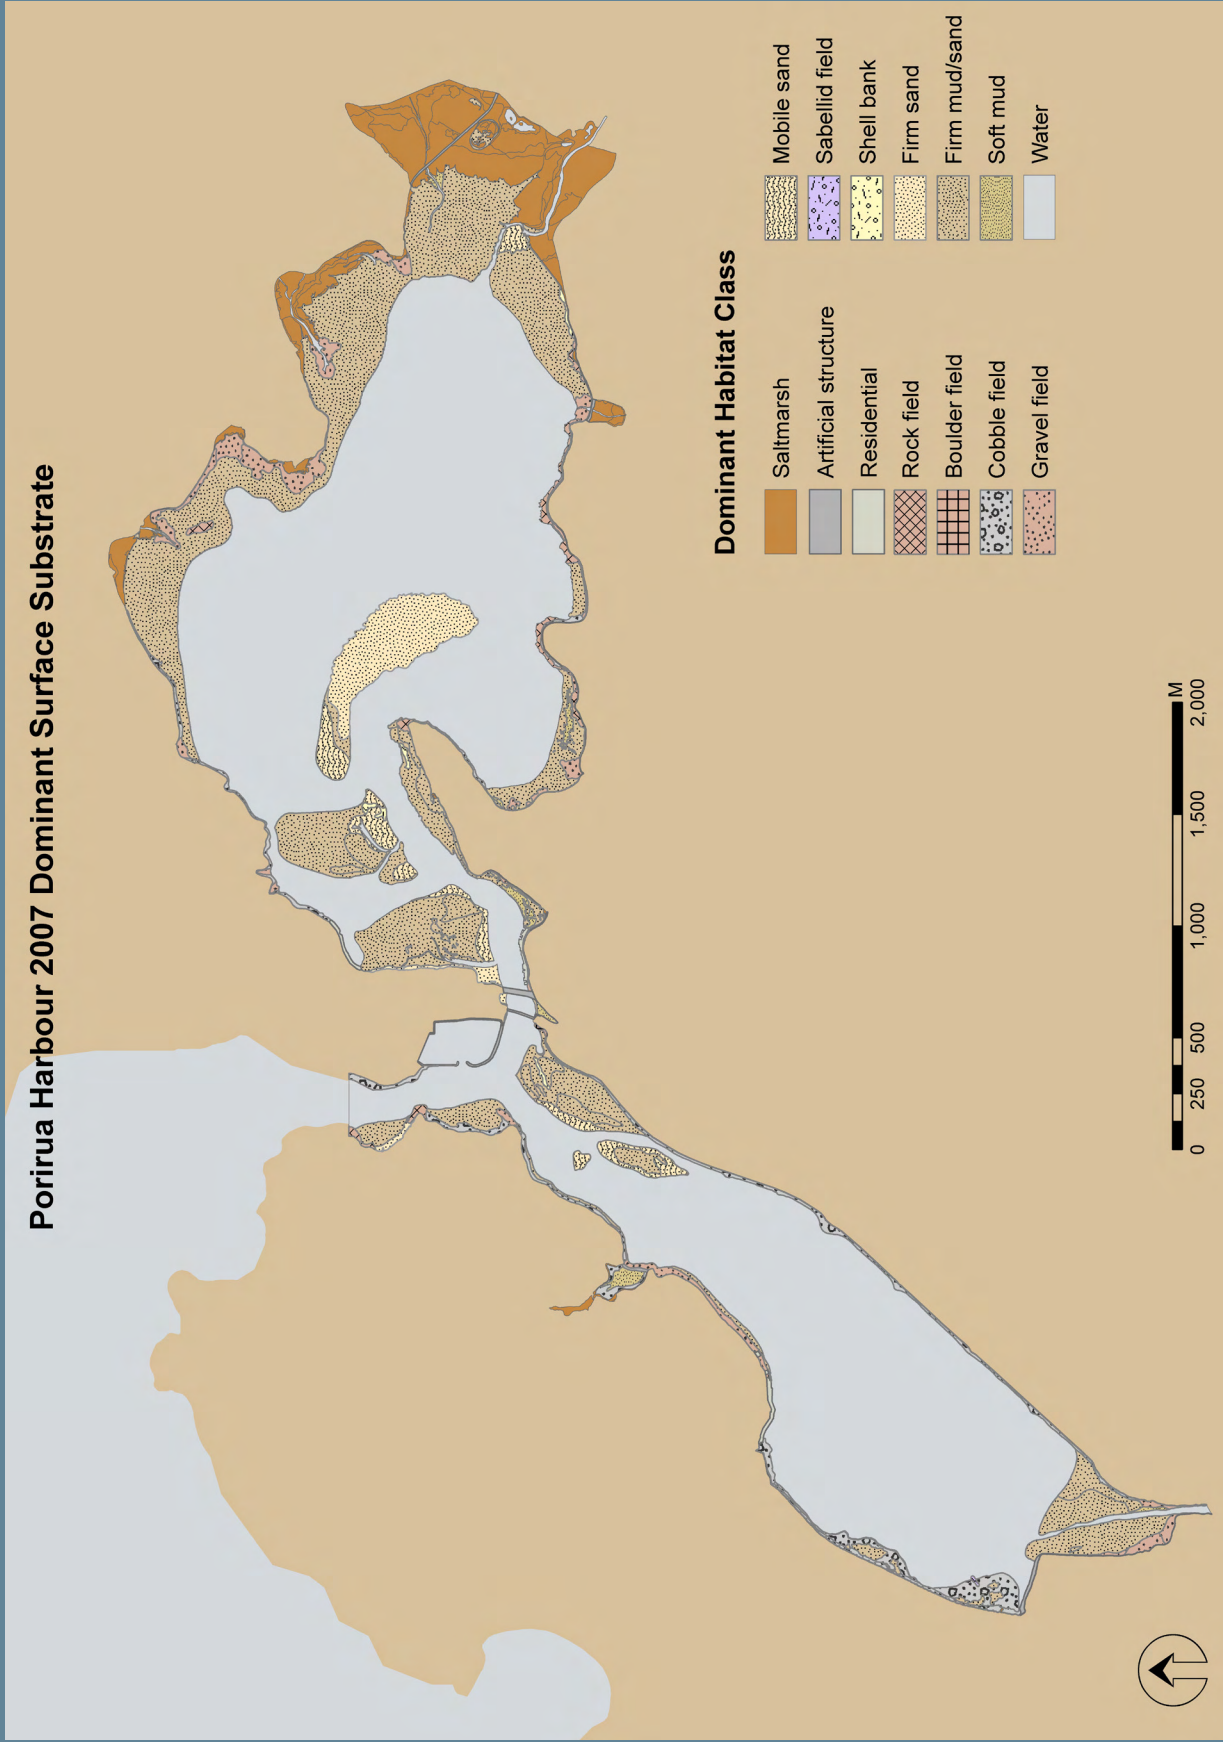 Porirua Harbour 2007 Dominant Surface Substrate
Dominant Habitat Class
Saltmarsh
Artificial structure
Residential
Rock field
Boulder field
Cobble field
Gravel field
Mobile sand
Sabellid field
Shell bank
Firm sand
Firm mud/sand
Soft mud
Water
M
0 250 500 1,000 1,500 2,000